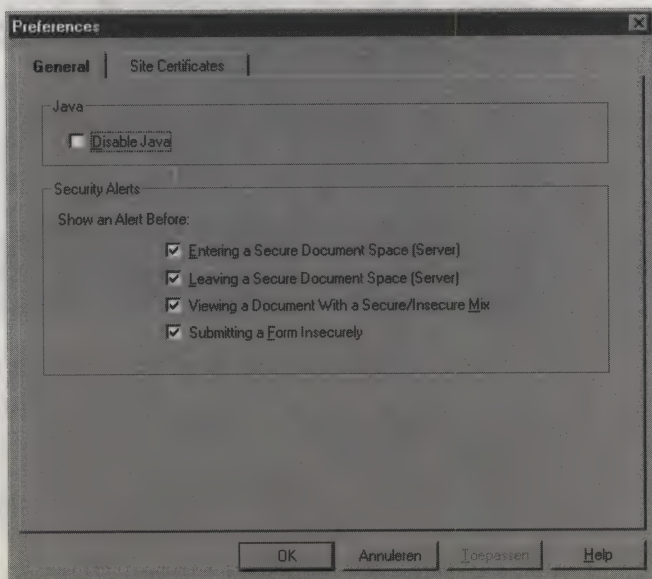 Preferences
General Site Certificates
Java
Disable Java
Security Alerts
Show an Alert Before:
Entering a Secure Document Space (Server)
Leaving a Secure Document Space (Server)
Viewing a Document With a Secure/Insecure Mix
Submitting a Form Insecurely
OK Annuleren Toepassen Help